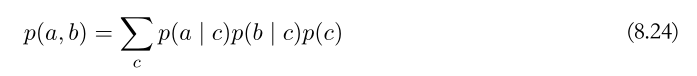 p(a, b) = ∑_c p(a | c)p(b | c)p(c) (8.24)